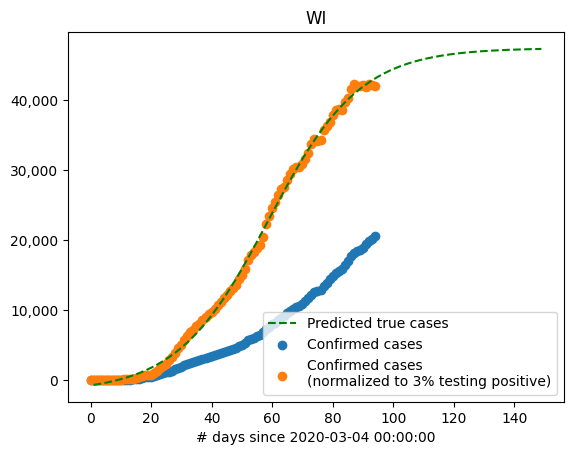 WI
40,000
30,000
20,000
10,000
0
Predicted true cases
Confirmed cases
Confirmed cases
(normalized to 3% testing positive)
0 20 40 60 80 100 120 140
# days since 2020-03-04 00:00:00